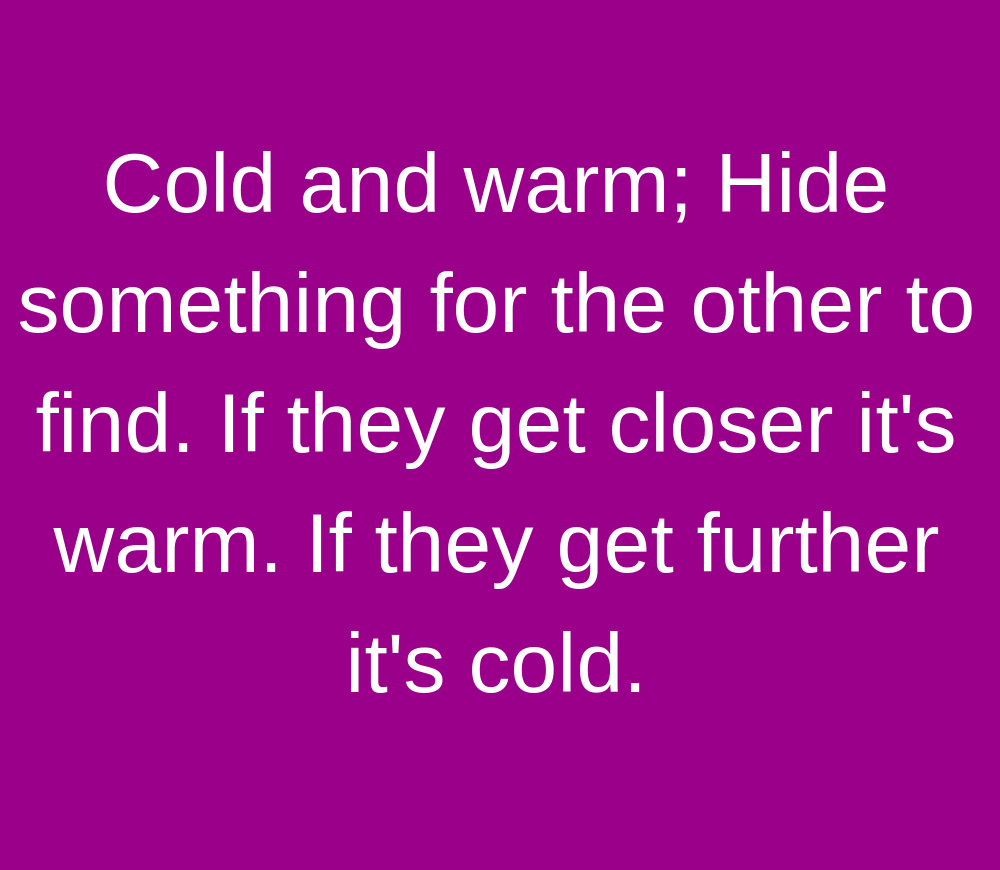 Cold and warm; Hide
something for the other to
find. If they get closer it's
warm. If they get further
it's cold.